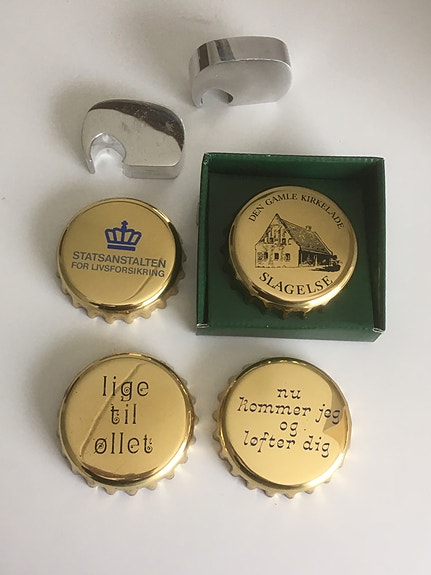 STATSANSTALTEN
FOR LIVSFORSIKRING
DEN GAMLE KIRKELADE
SLAGELSE
lige
til
øllet
nu
kommer jeg
og
løfter dig